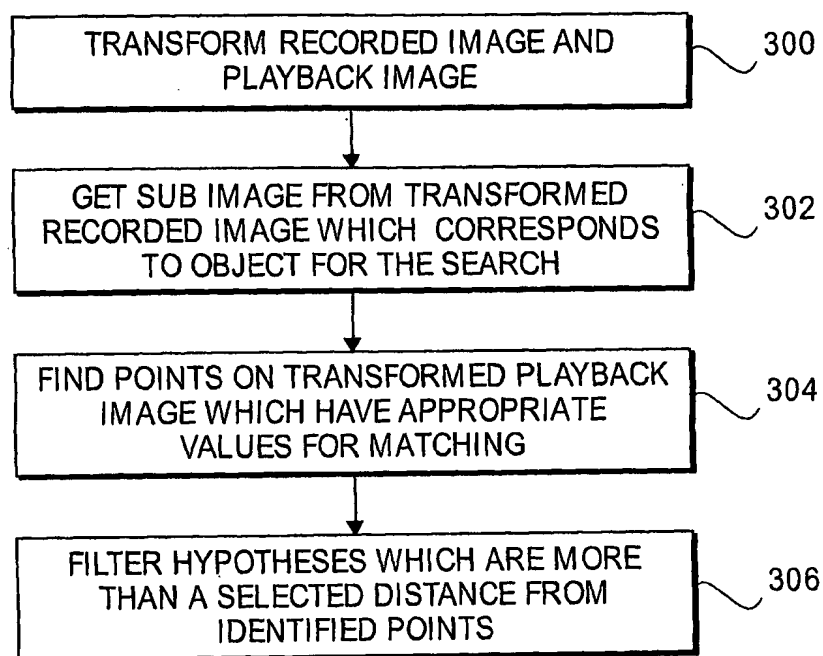 TRANSFORM RECORDED IMAGE AND
PLAYBACK IMAGE
300
GET SUB IMAGE FROM TRANSFORMED
RECORDED IMAGE WHICH CORRESPONDS
TO OBJECT FOR THE SEARCH
302
FIND POINTS ON TRANSFORMED PLAYBACK
IMAGE WHICH HAVE APPROPRIATE
VALUES FOR MATCHING
304
FILTER HYPOTHESES WHICH ARE MORE
THAN A SELECTED DISTANCE FROM
IDENTIFIED POINTS
306